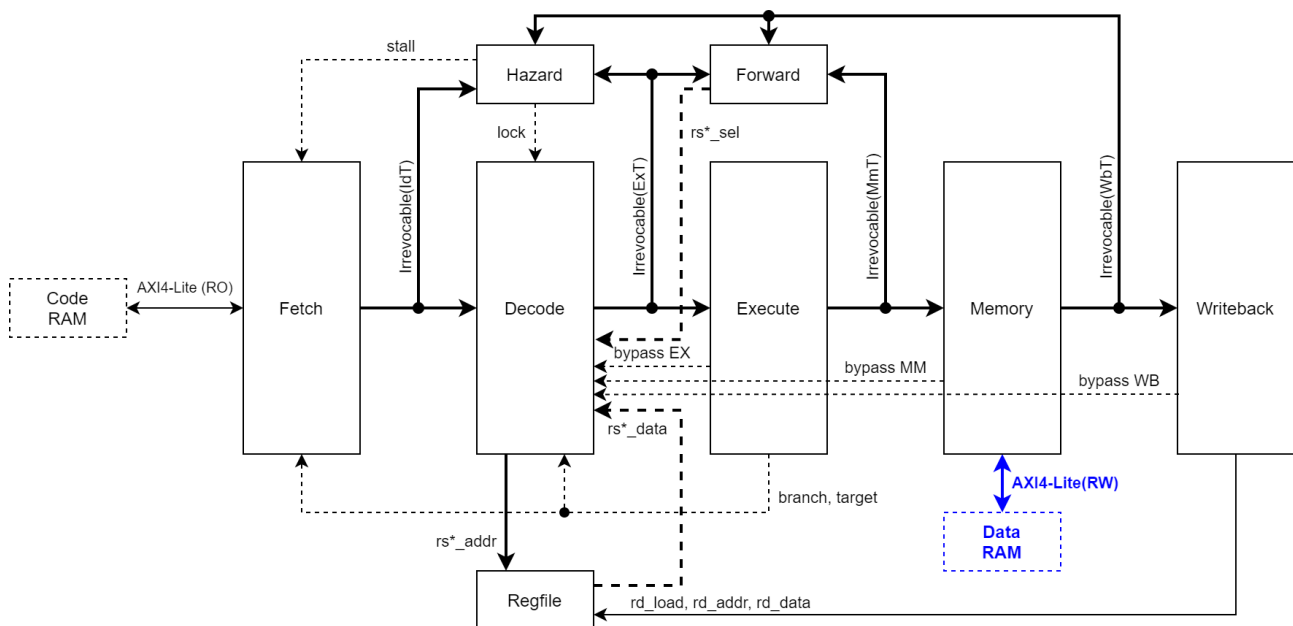 stall
Hazard
Forward
lock
rs*_sel
Irrevocable(IdT)
Irrevocable(ExT)
Irrevocable(MmT)
Irrevocable(WbT)
Code
RAM
AXI4-Lite (RO)
Fetch
Decode
Execute
Memory
Writeback
bypass EX
bypass MM
bypass WB
rs*_data
branch, target
AXI4-Lite(RW)
rs*_addr
Data
RAM
Regfile
rd_load, rd_addr, rd_data